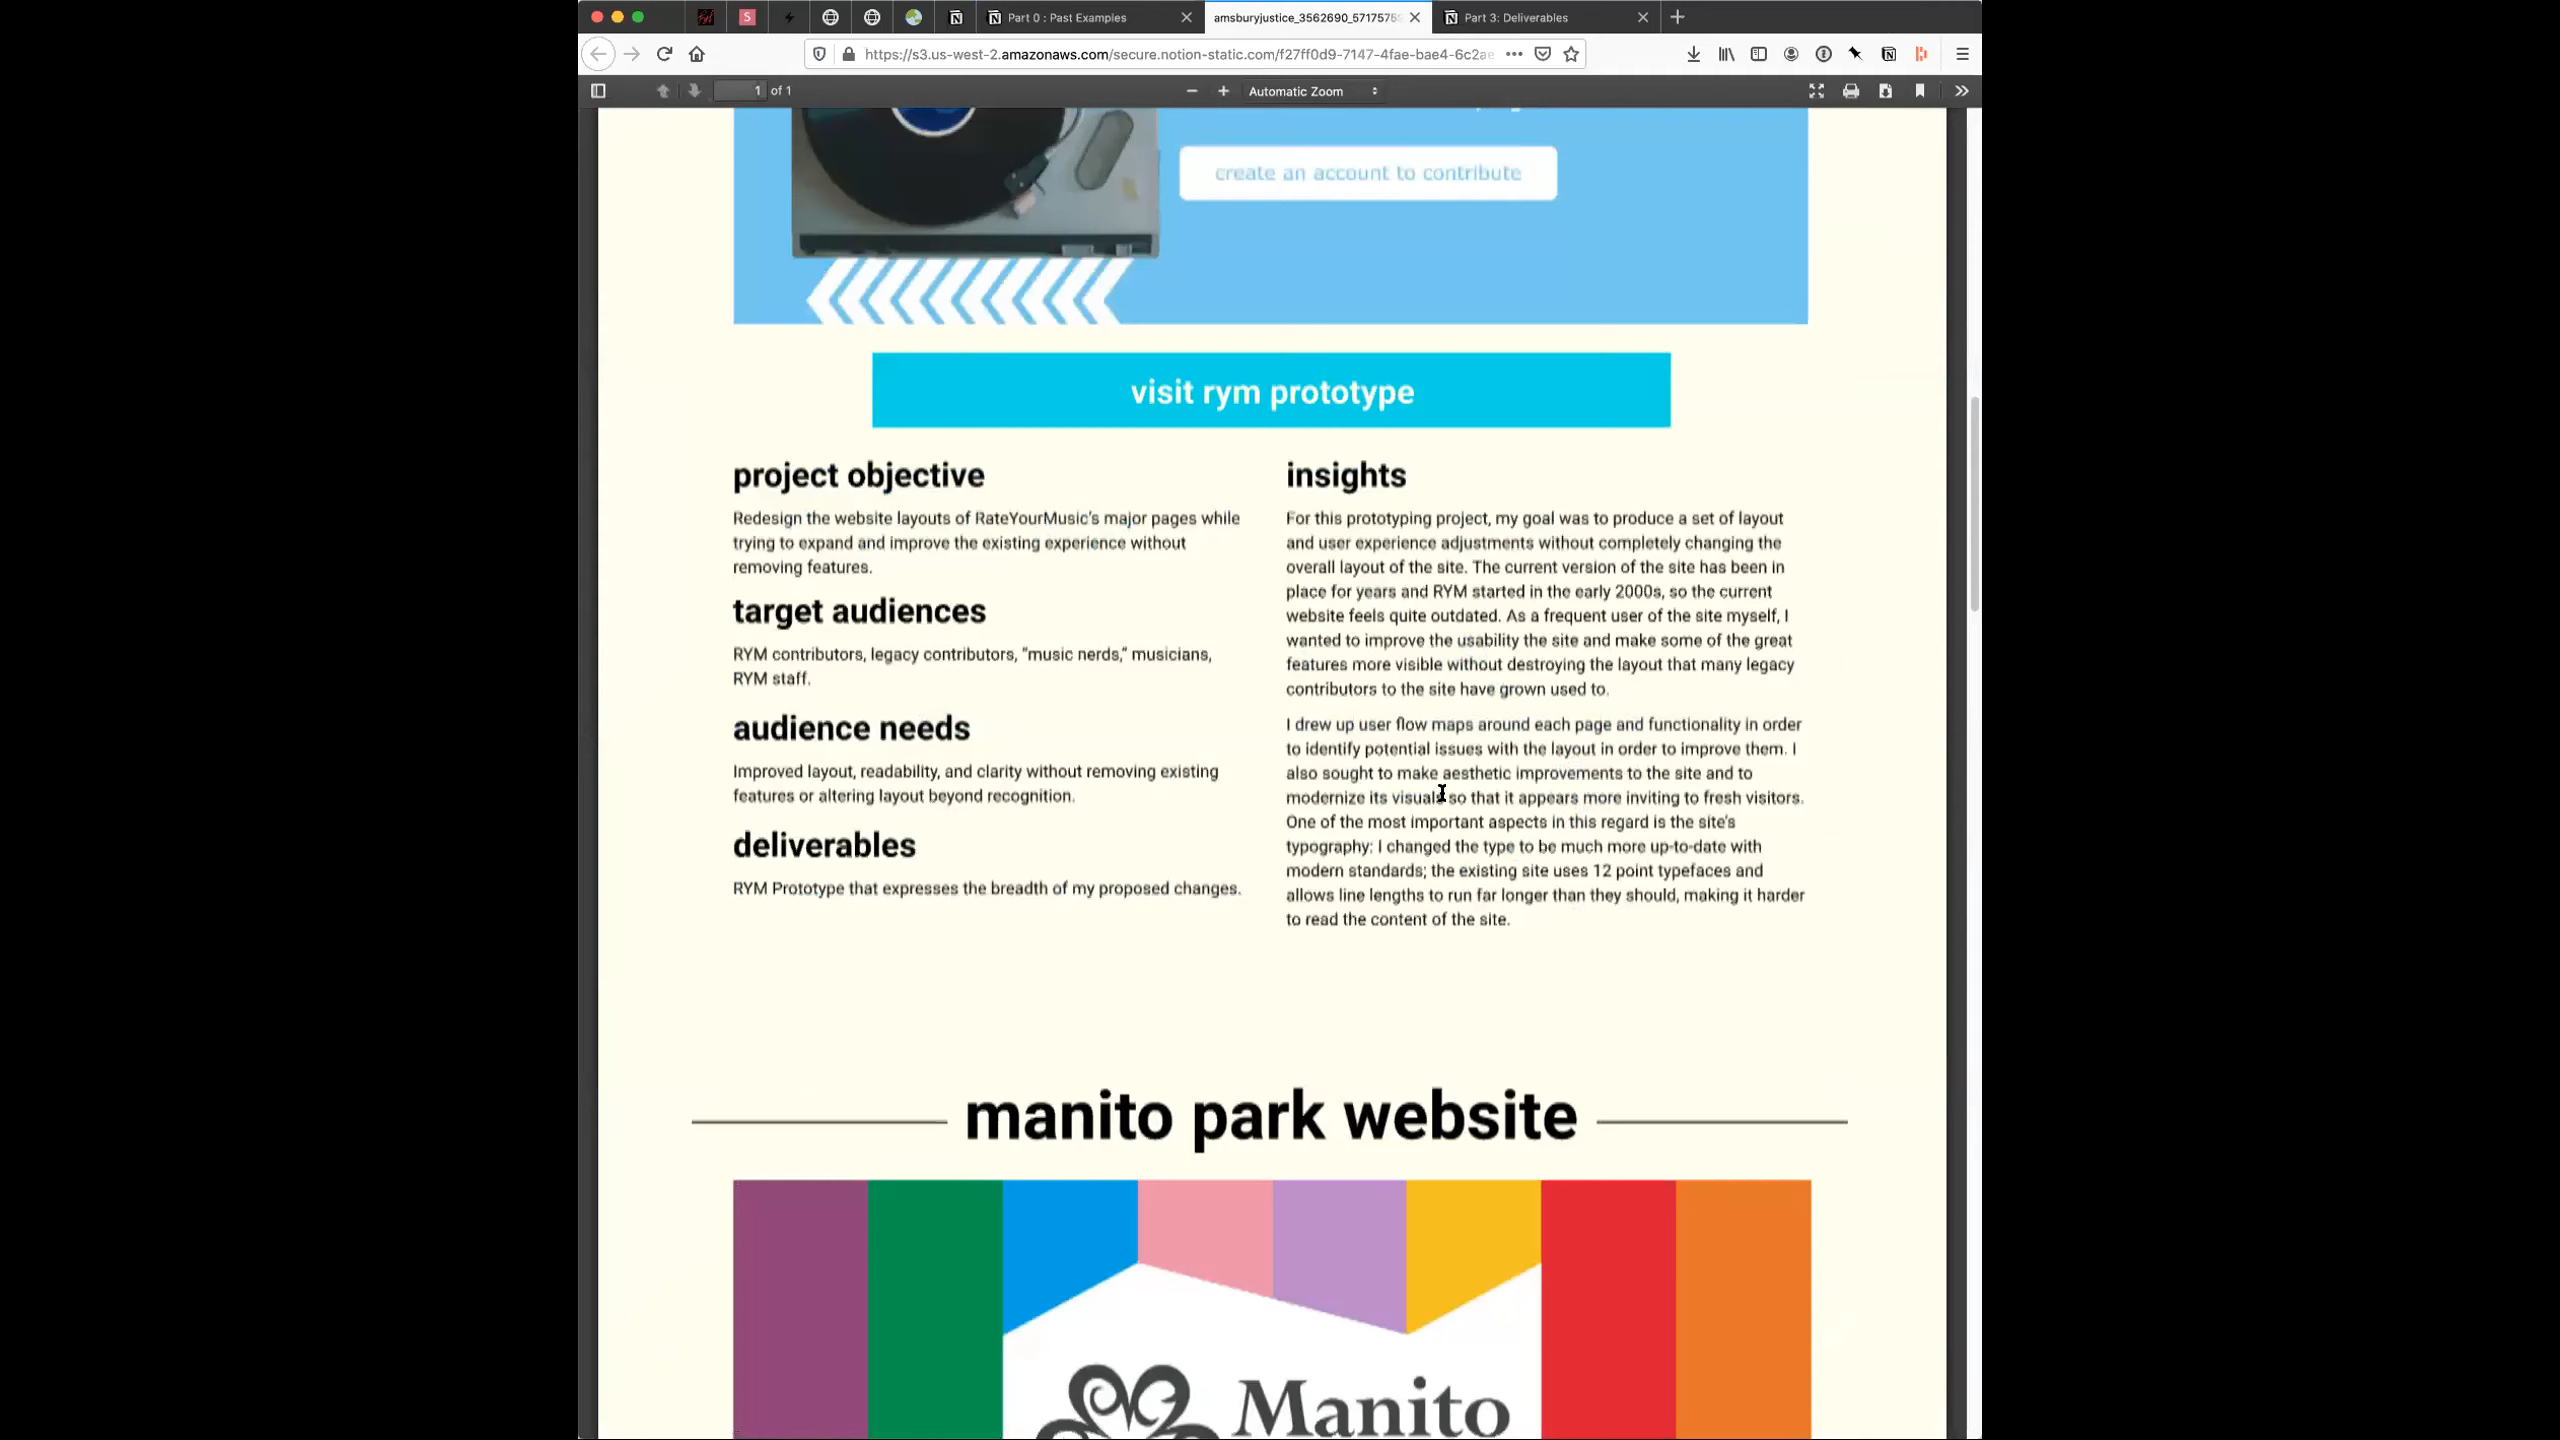 Part 0 : Past Examples
amsburyjustice_3562690_5717575
Part 3: Deliverables
https://s3.us-west-2.amazonaws.com/secure.notion-static.com/f27ff0d9-7147-4fae-bae4-6c2ae
1 of 1
Automatic Zoom
create an account to contribute
visit rym prototype
project objective
Redesign the website layouts of RateYourMusic's major pages while
trying to expand and improve the existing experience without
removing features.
target audiences
RYM contributors, legacy contributors, "music nerds," musicians,
RYM staff.
audience needs
Improved layout, readability, and clarity without removing existing
features or altering layout beyond recognition.
deliverables
RYM Prototype that expresses the breadth of my proposed changes.
insights
For this prototyping project, my goal was to produce a set of layout
and user experience adjustments without completely changing the
overall layout of the site. The current version of the site has been in
place for years and RYM started in the early 2000s, so the current
website feels quite outdated. As a frequent user of the site myself, I
wanted to improve the usability the site and make some of the great
features more visible without destroying the layout that many legacy
contributors to the site have grown used to.
I drew up user flow maps around each page and functionality in order
to identify potential issues with the layout in order to improve them. I
also sought to make aesthetic improvements to the site and to
modernize its visuals so that it appears more inviting to fresh visitors.
One of the most important aspects in this regard is the site's
typography: I changed the type to be much more up-to-date with
modern standards; the existing site uses 12 point typefaces and
allows line lengths to run far longer than they should, making it harder
to read the content of the site.
manito park website
Manito